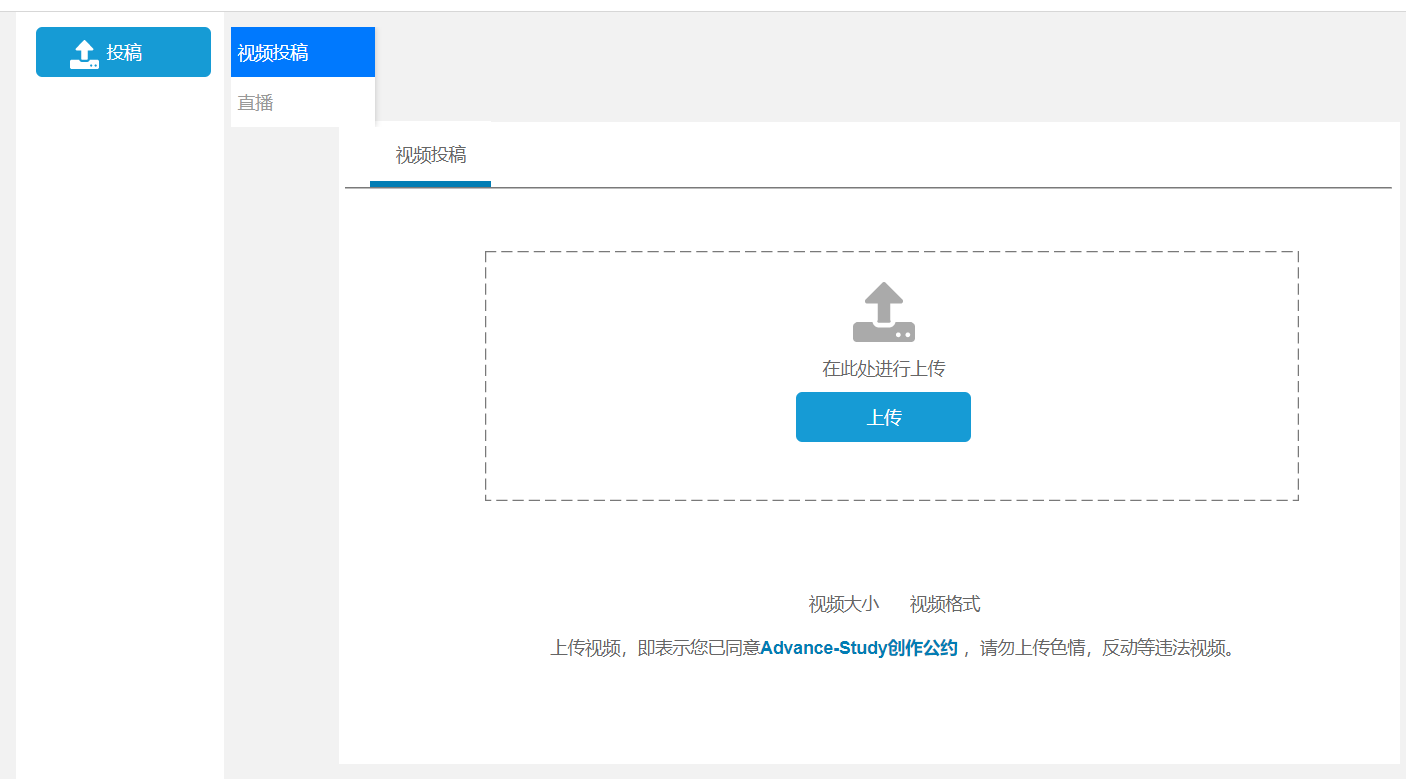 投稿
视频投稿
直播
视频投稿
在此处进行上传
上传
视频大小 视频格式
上传视频，即表示您已同意Advance-Study创作公约 ，请勿上传色情，反动等违法视频。